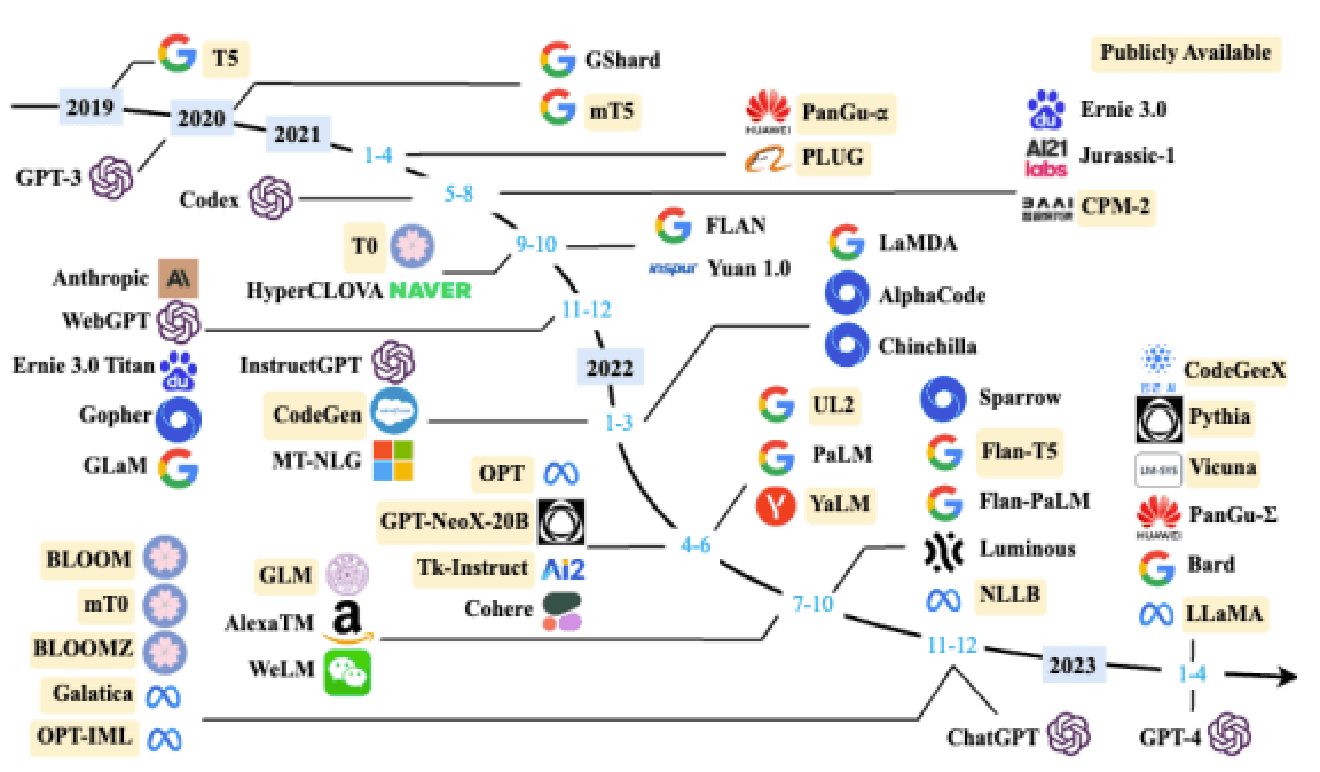 T5
GShard
Publicly Available
mT5
2019
2020
2021
PanGu-α
HUAWEI
PLUG
du
Ernie 3.0
AI21 labs
Jurassic-1
BAAI
CPM-2
1-4
GPT-3
Codex
5-8
T0
9-10
FLAN
inspur Yuan 1.0
LaMDA
Anthropic AI
HyperCLOVA NAVER
AlphaCode
WebGPT
11-12
Chinchilla
Ernie 3.0 Titan du
InstructGPT
2022
CodeGeeX
Gopher
CodeGen
1-3
UL2
Sparrow
Pythia
GLaM
MT-NLG
PaLM
Flan-T5
LM-SYS Vicuna
OPT
YaLM
Flan-PaLM
PanGu-Σ
HUAWEI
GPT-NeoX-20B
4-6
Luminous
Bard
BLOOM
GLM
Tk-Instruct Ai2
NLLB
LLaMA
mT0
AlexaTM a
Cohere
7-10
BLOOMZ
WeLM
11-12
2023
1-4
Galatica
OPT-IML
ChatGPT
GPT-4